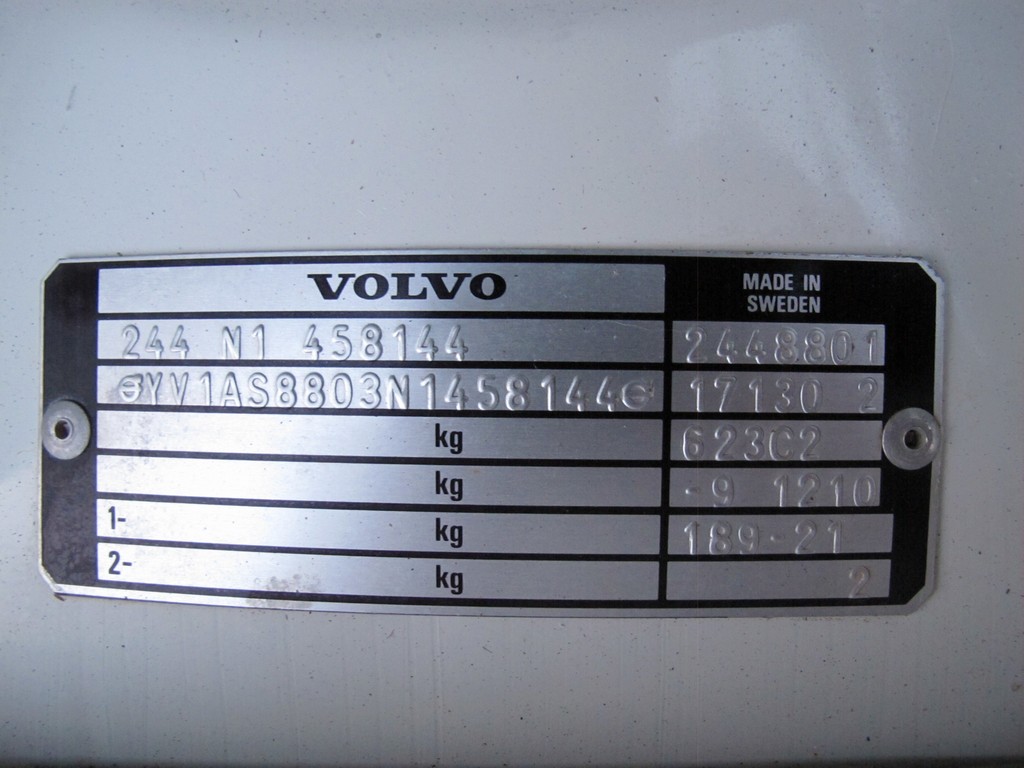 VOLVO MADE IN SWEDEN
244 N1 458144 2448801
YV1AS8803N1458144 17130 2
kg 623C2
kg -9 1210
1- kg 189-21
2- kg 2